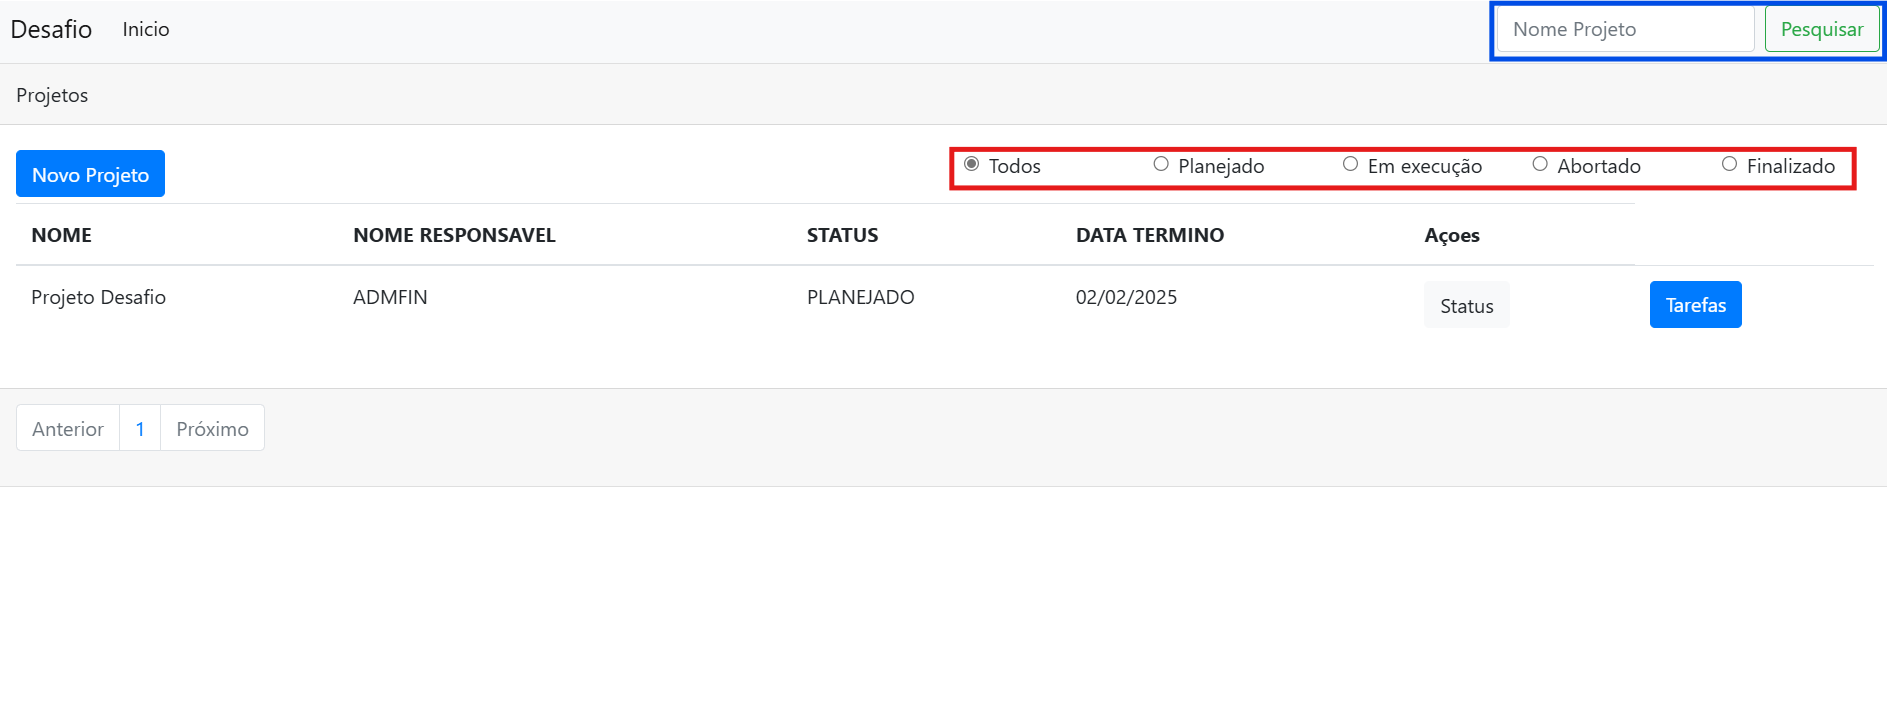 Desafio Inicio Nome Projeto Pesquisar
Projetos
Novo Projeto Todos Planejado Em execução Abortado Finalizado
NOME NOME RESPONSAVEL STATUS DATA TERMINO Açoes
Projeto Desafio ADMFIN PLANEJADO 02/02/2025 Status Tarefas
Anterior 1 Próximo